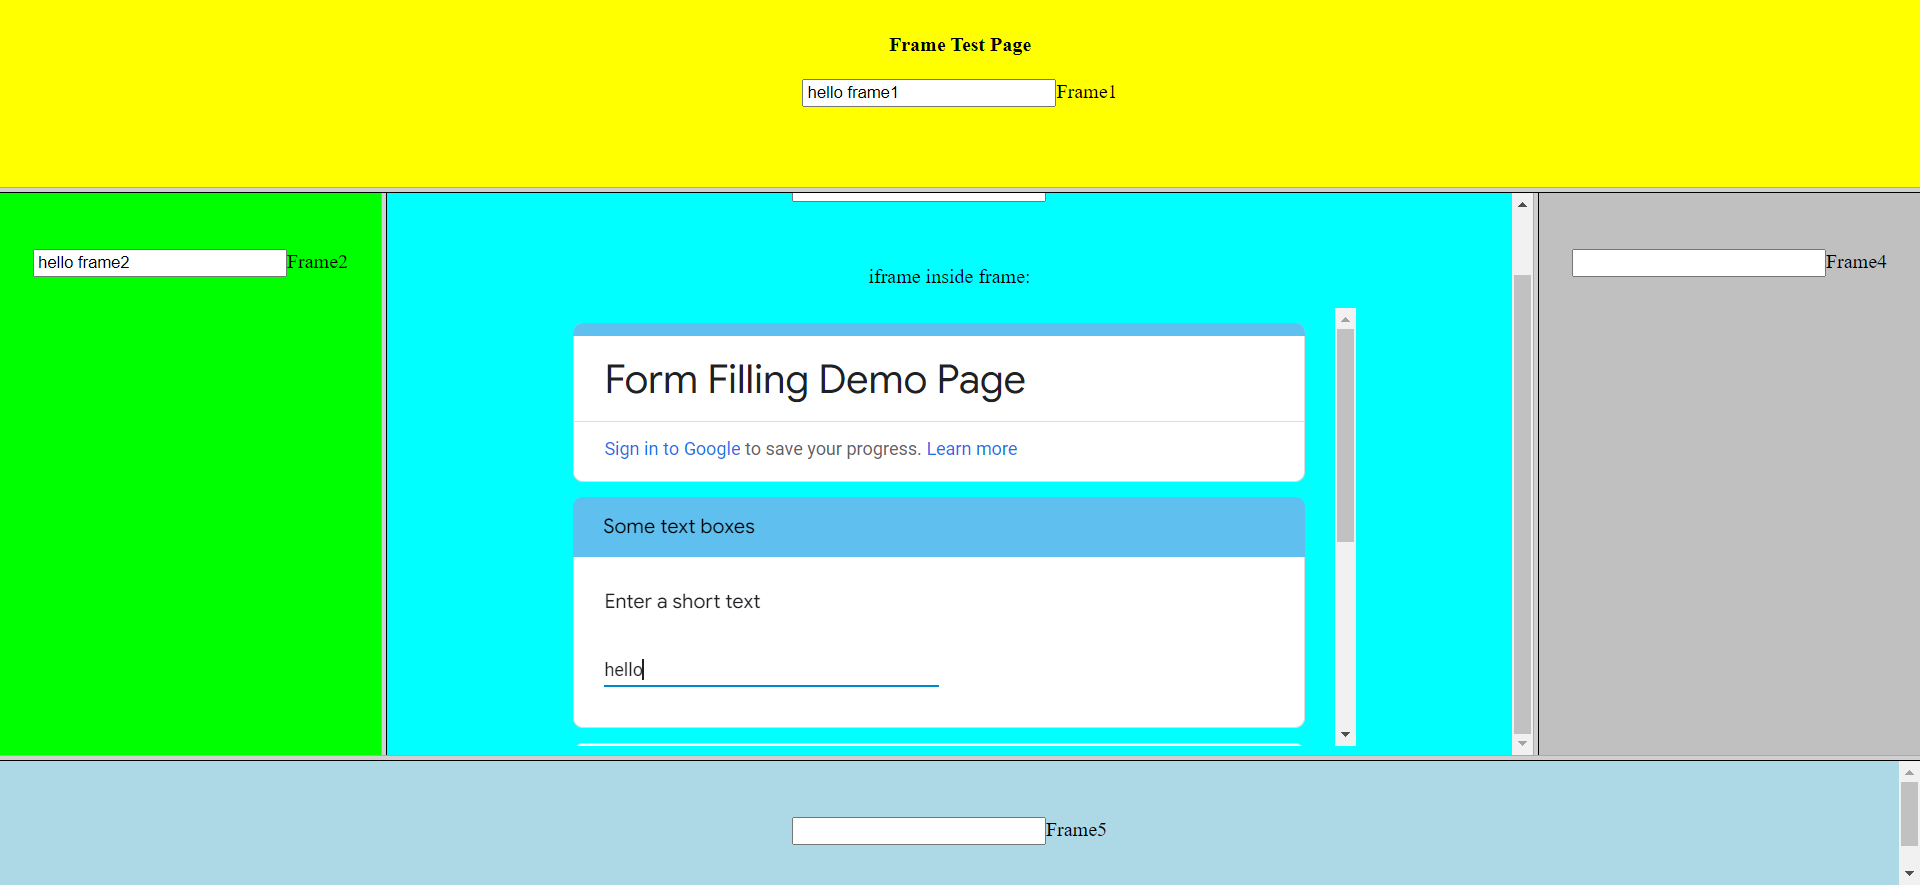 Frame Test Page
hello frame1 Frame1
hello frame2 Frame2
iframe inside frame:
Form Filling Demo Page
Sign in to Google to save your progress. Learn more
Some text boxes
Enter a short text
hello
Frame4
Frame5